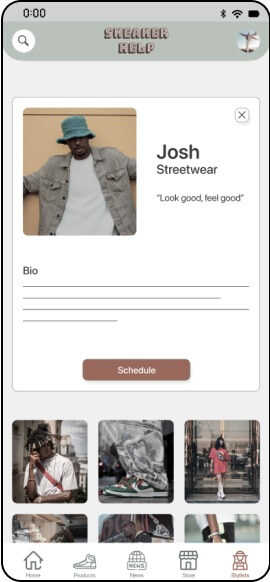 0:00
SNEAKER
HELP
Josh
Streetwear
“Look good, feel good”
Bio
Schedule
NEWS
Home
Products
News
Store
Stylists